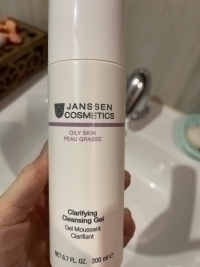 JANSSEN
COSMETICS
OILY SKIN
PEAU GRASSE
Clarifying
Cleansing Gel
Gel Moussant
Clarifiant
NET 6.7 FL. OZ. 200 ml